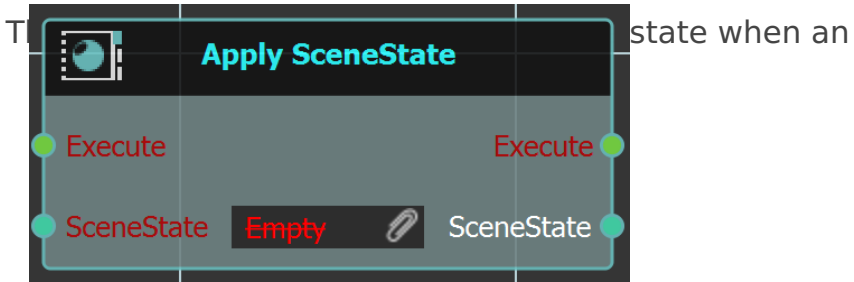 state when an
Apply SceneState
Execute Execute
SceneState Empty SceneState